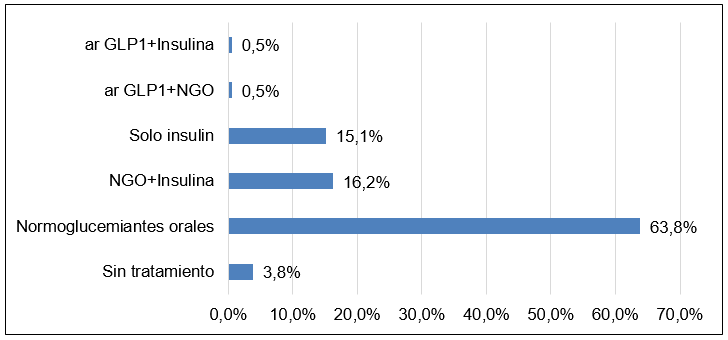 ar GLP1+Insulina 0,5%
ar GLP1+NGO 0,5%
Solo insulin 15,1%
NGO+Insulina 16,2%
Normoglucemiantes orales 63,8%
Sin tratamiento 3,8%
0,0% 10,0% 20,0% 30,0% 40,0% 50,0% 60,0% 70,0%